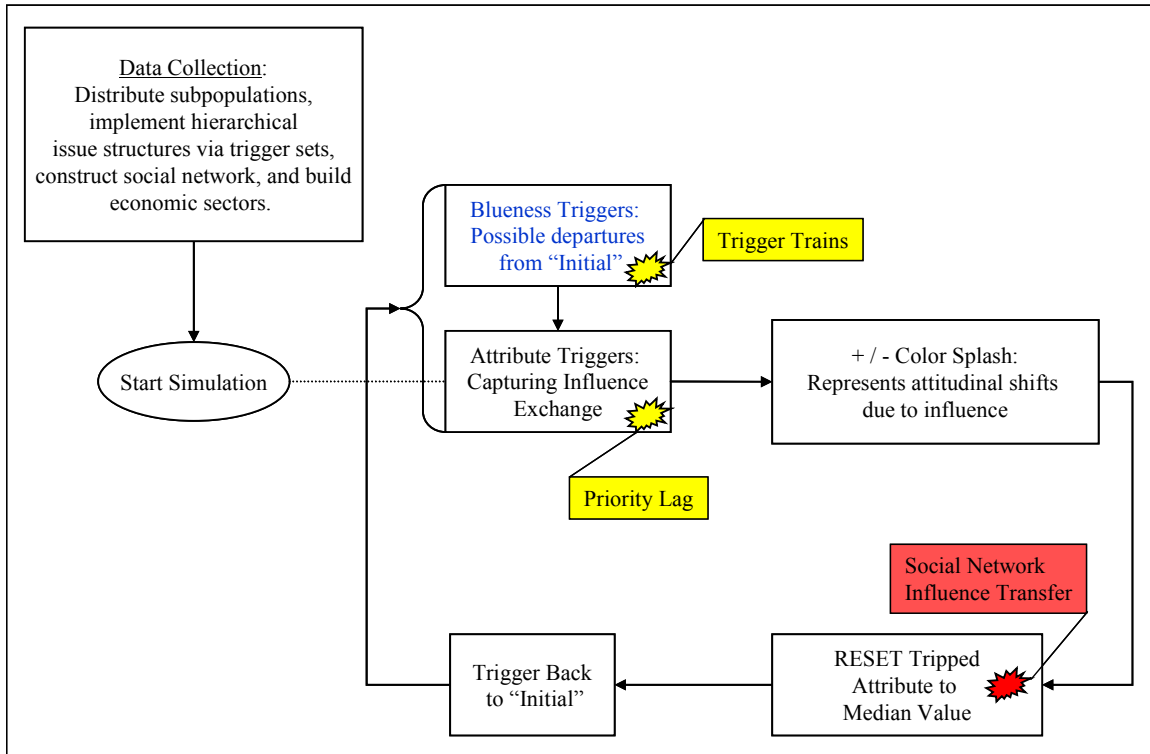 Data Collection:
Distribute subpopulations,
implement hierarchical
issue structures via trigger sets,
construct social network, and build
economic sectors.
Blueness Triggers:
Possible departures
from “Initial”
Trigger Trains
Start Simulation
Attribute Triggers:
Capturing Influence
Exchange
+ / - Color Splash:
Represents attitudinal shifts
due to influence
Priority Lag
Social Network
Influence Transfer
Trigger Back
to “Initial”
RESET Tripped
Attribute to
Median Value